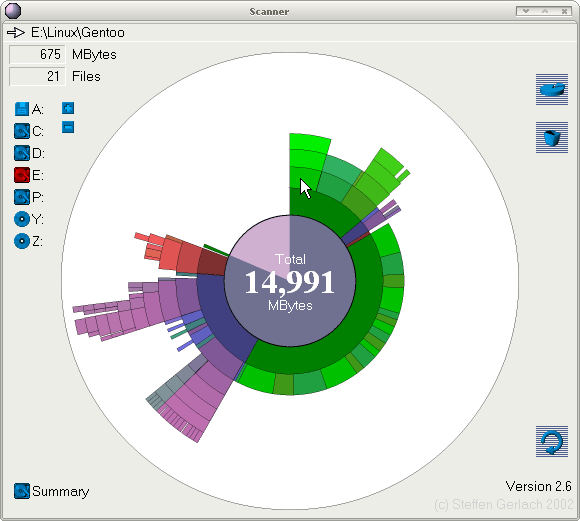 Scanner
E:\Linux\Gentoo
675 MBytes
21 Files
A:
C:
D:
E:
P:
Y:
Z:
Total
14,991
MBytes
Summary
Version 2.6
(c) Steffen Gerlach 2002